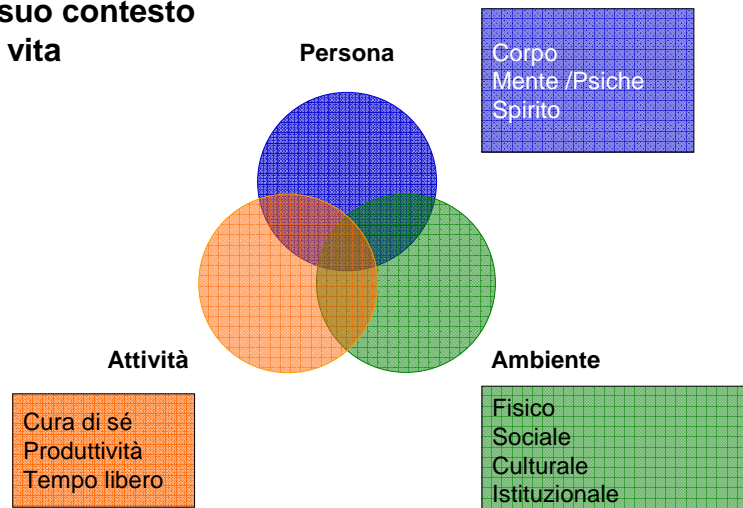 suo contesto
vita
Persona
Corpo
Mente /Psiche
Spirito
Attività
Ambiente
Cura di sé
Produttività
Tempo libero
Fisico
Sociale
Culturale
Istituzionale